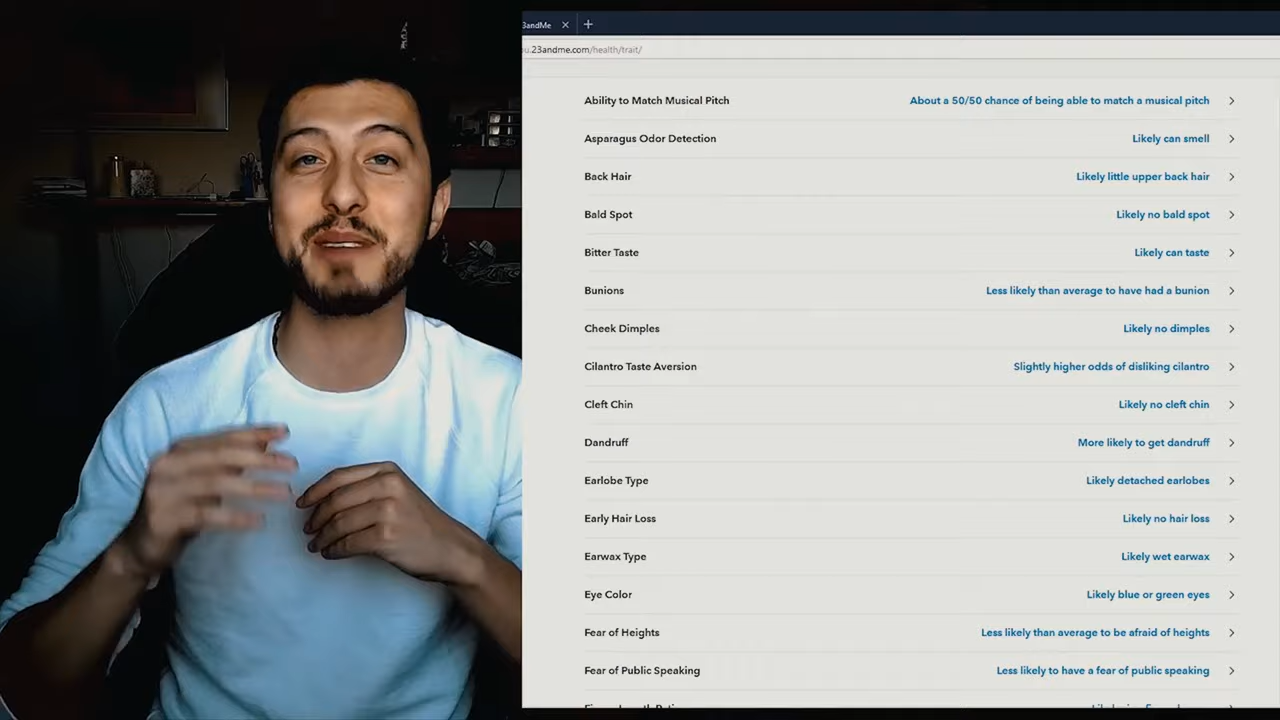 3andMe
u.23andme.com/health/trait/
Ability to Match Musical Pitch About a 50/50 chance of being able to match a musical pitch
Asparagus Odor Detection Likely can smell
Back Hair Likely little upper back hair
Bald Spot Likely no bald spot
Bitter Taste Likely can taste
Bunions Less likely than average to have had a bunion
Cheek Dimples Likely no dimples
Cilantro Taste Aversion Slightly higher odds of disliking cilantro
Cleft Chin Likely no cleft chin
Dandruff More likely to get dandruff
Earlobe Type Likely detached earlobes
Early Hair Loss Likely no hair loss
Earwax Type Likely wet earwax
Eye Color Likely blue or green eyes
Fear of Heights Less likely than average to be afraid of heights
Fear of Public Speaking Less likely to have a fear of public speaking